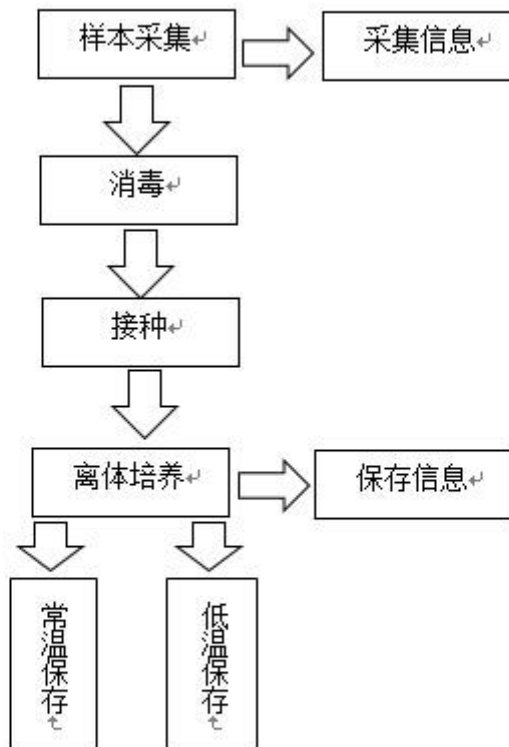 样本采集
采集信息
消毒
接种
离体培养
保存信息
常温保存
低温保存